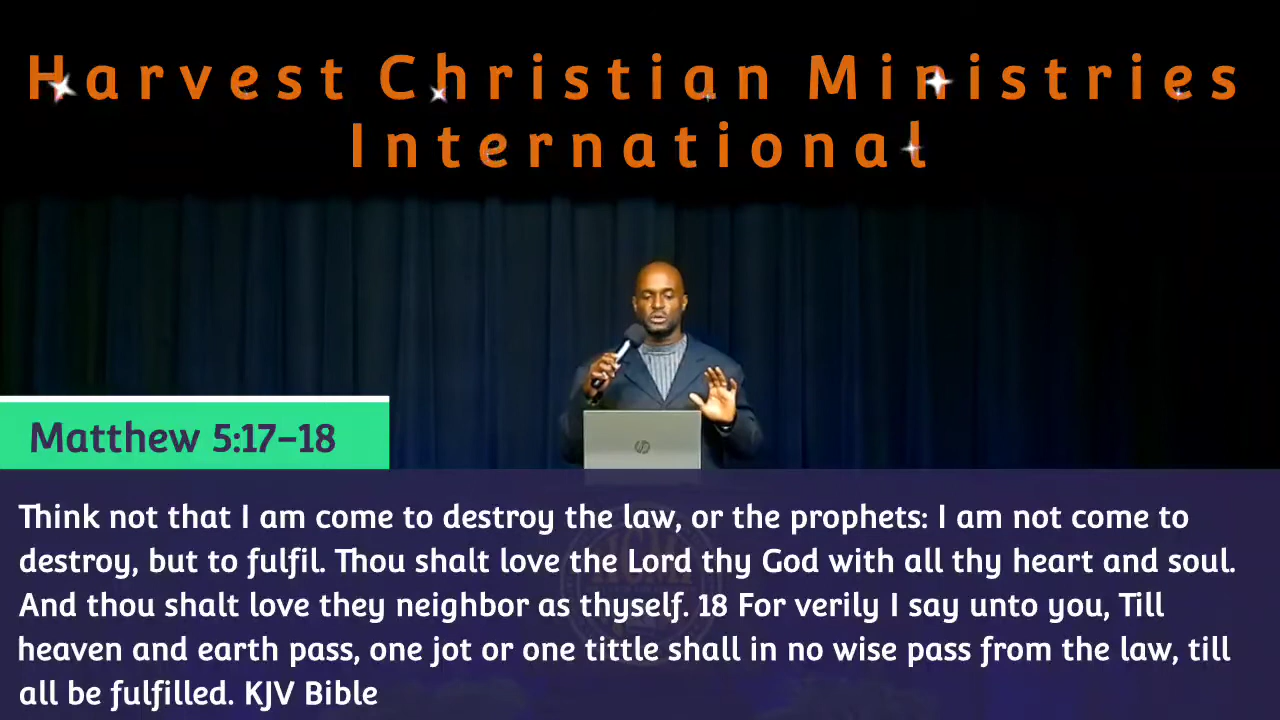 Harvest Christian Ministries
International
Matthew 5:17-18
Think not that I am come to destroy the law, or the prophets: I am not come to
destroy, but to fulfil. Thou shalt love the Lord thy God with all thy heart and soul.
And thou shalt love they neighbor as thyself. 18 For verily I say unto you, Till
heaven and earth pass, one jot or one tittle shall in no wise pass from the law, till
all be fulfilled. KJV Bible
hp
HCMI